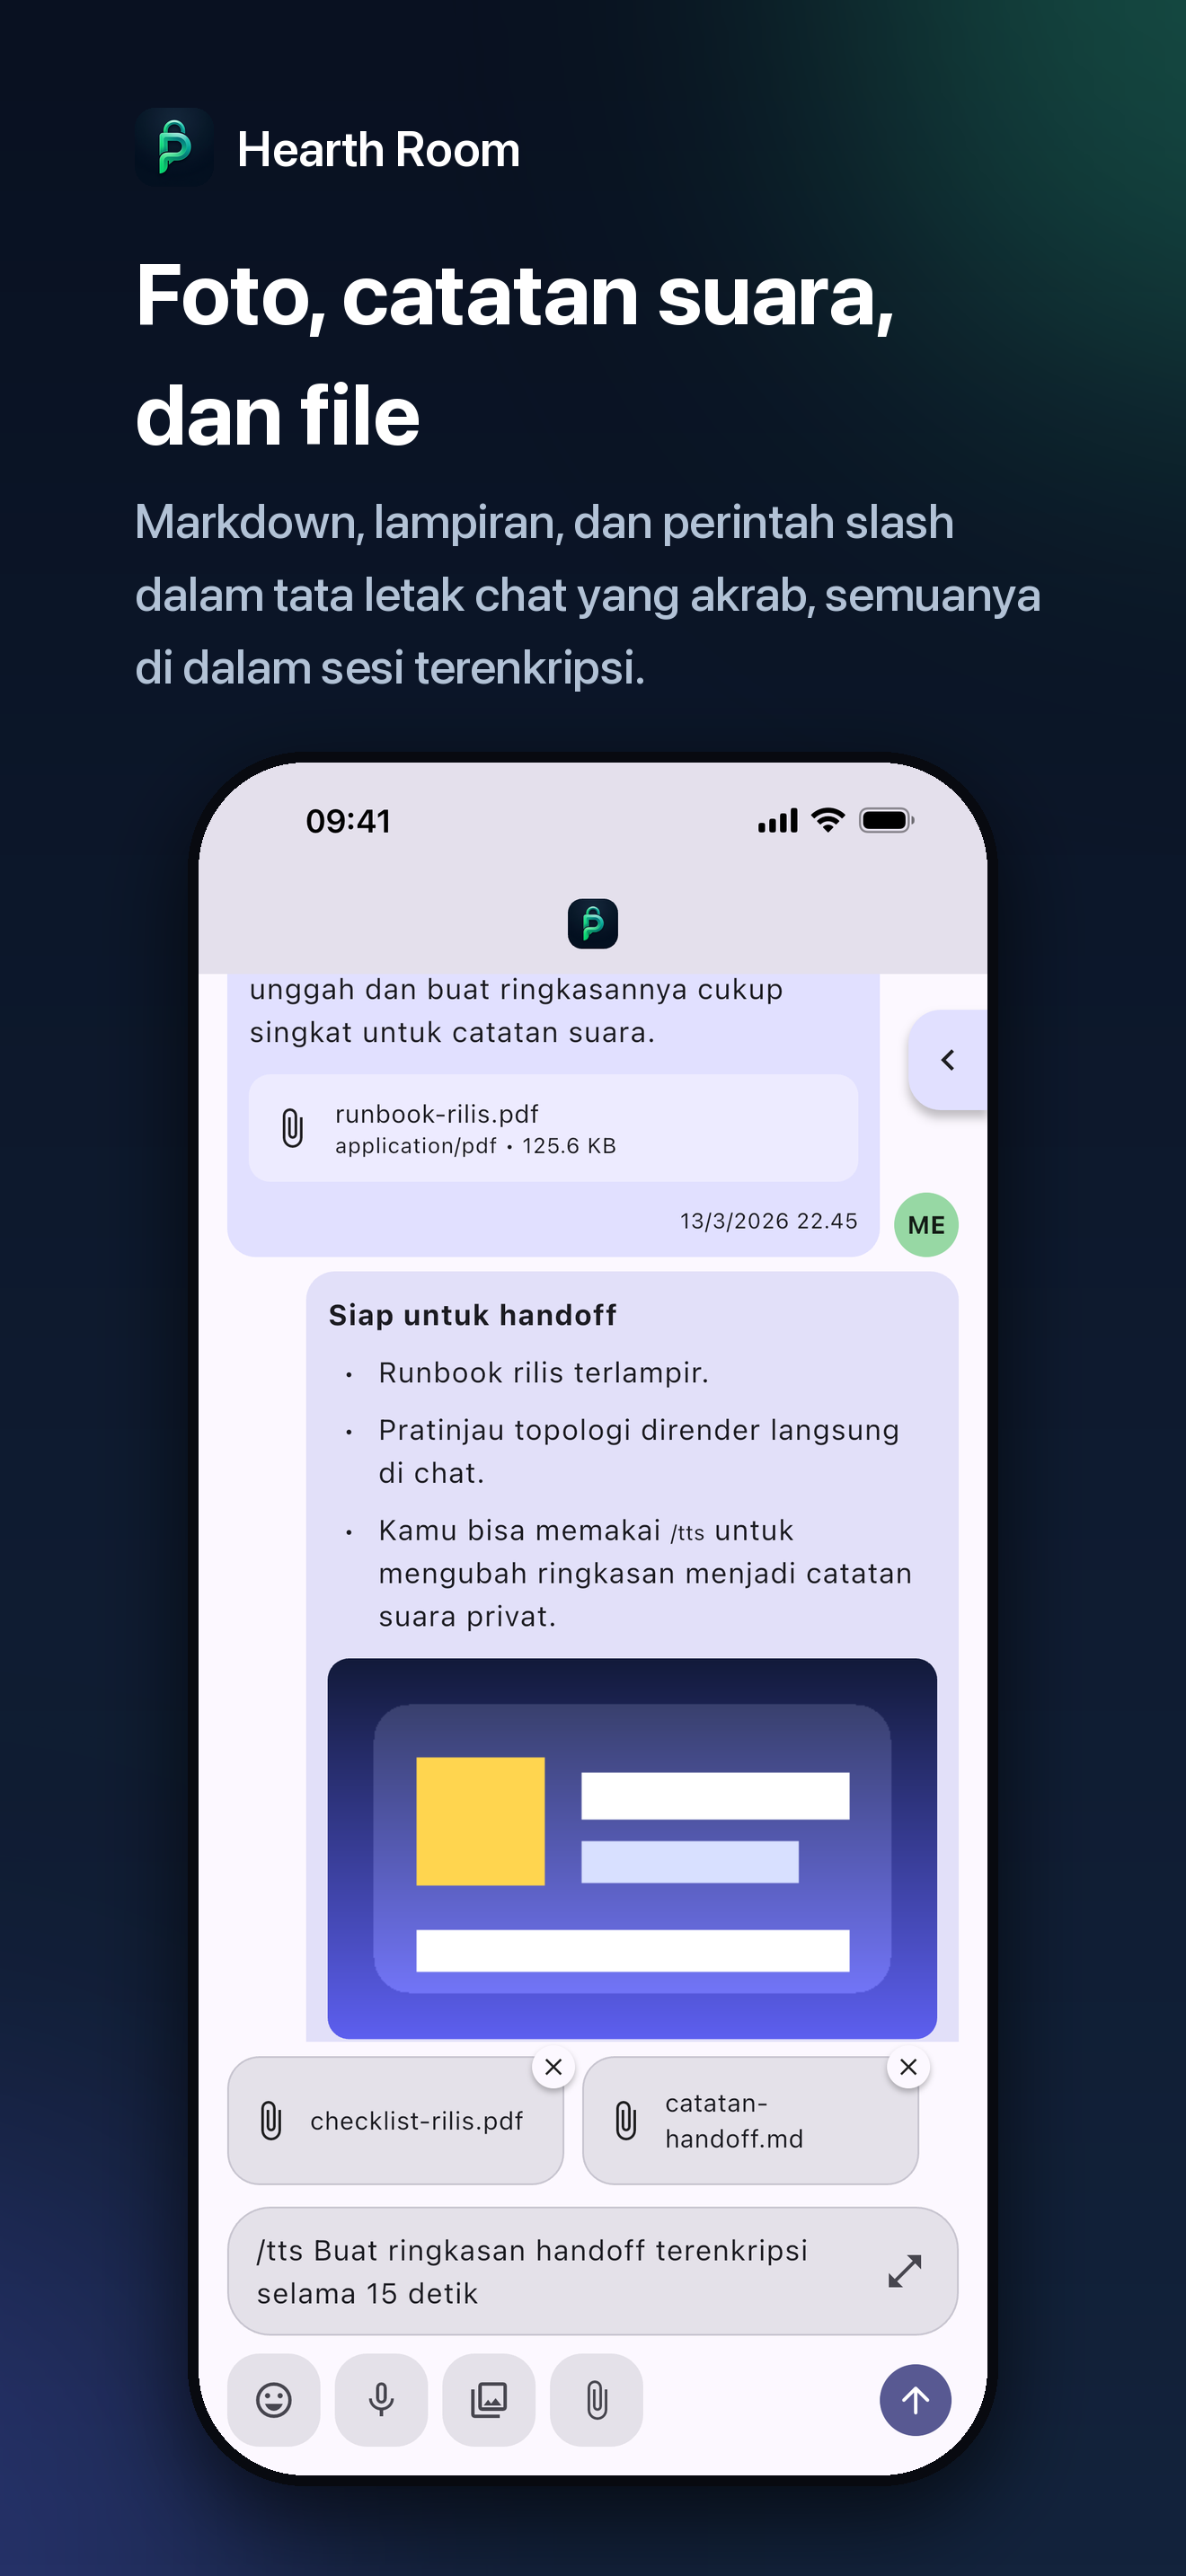 Hearth Room
Foto, catatan suara,
dan file
Markdown, lampiran, dan perintah slash
dalam tata letak chat yang akrab, semuanya
di dalam sesi terenkripsi.
09:41
unggah dan buat ringkasannya cukup
singkat untuk catatan suara.
runbook-rilis.pdf
application/pdf • 125.6 KB
13/3/2026 22.45
ME
Siap untuk handoff
• Runbook rilis terlampir.
• Pratinjau topologi dirender langsung
di chat.
• Kamu bisa memakai /tts untuk
mengubah ringkasan menjadi catatan
suara privat.
checklist-rilis.pdf
catatan-
handoff.md
/tts Buat ringkasan handoff terenkripsi
selama 15 detik